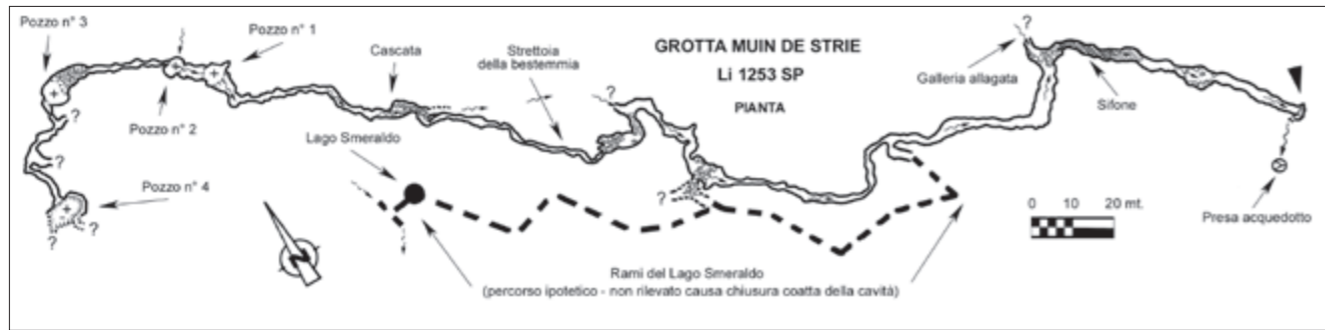 Pozzo n° 3
Pozzo n° 1
Cascata
Strettoia
della bestemmia
GROTTA MUIN DE STRIE
Li 1253 SP
PIANTA
?
Galleria allagata
Sifone
?
?
Pozzo n° 2
Lago Smeraldo
?
Pozzo n° 4
?
?
?
0 10 20 mt.
Presa acquedotto
Rami del Lago Smeraldo
(percorso ipotetico - non rilevato causa chiusura coatta della cavità)